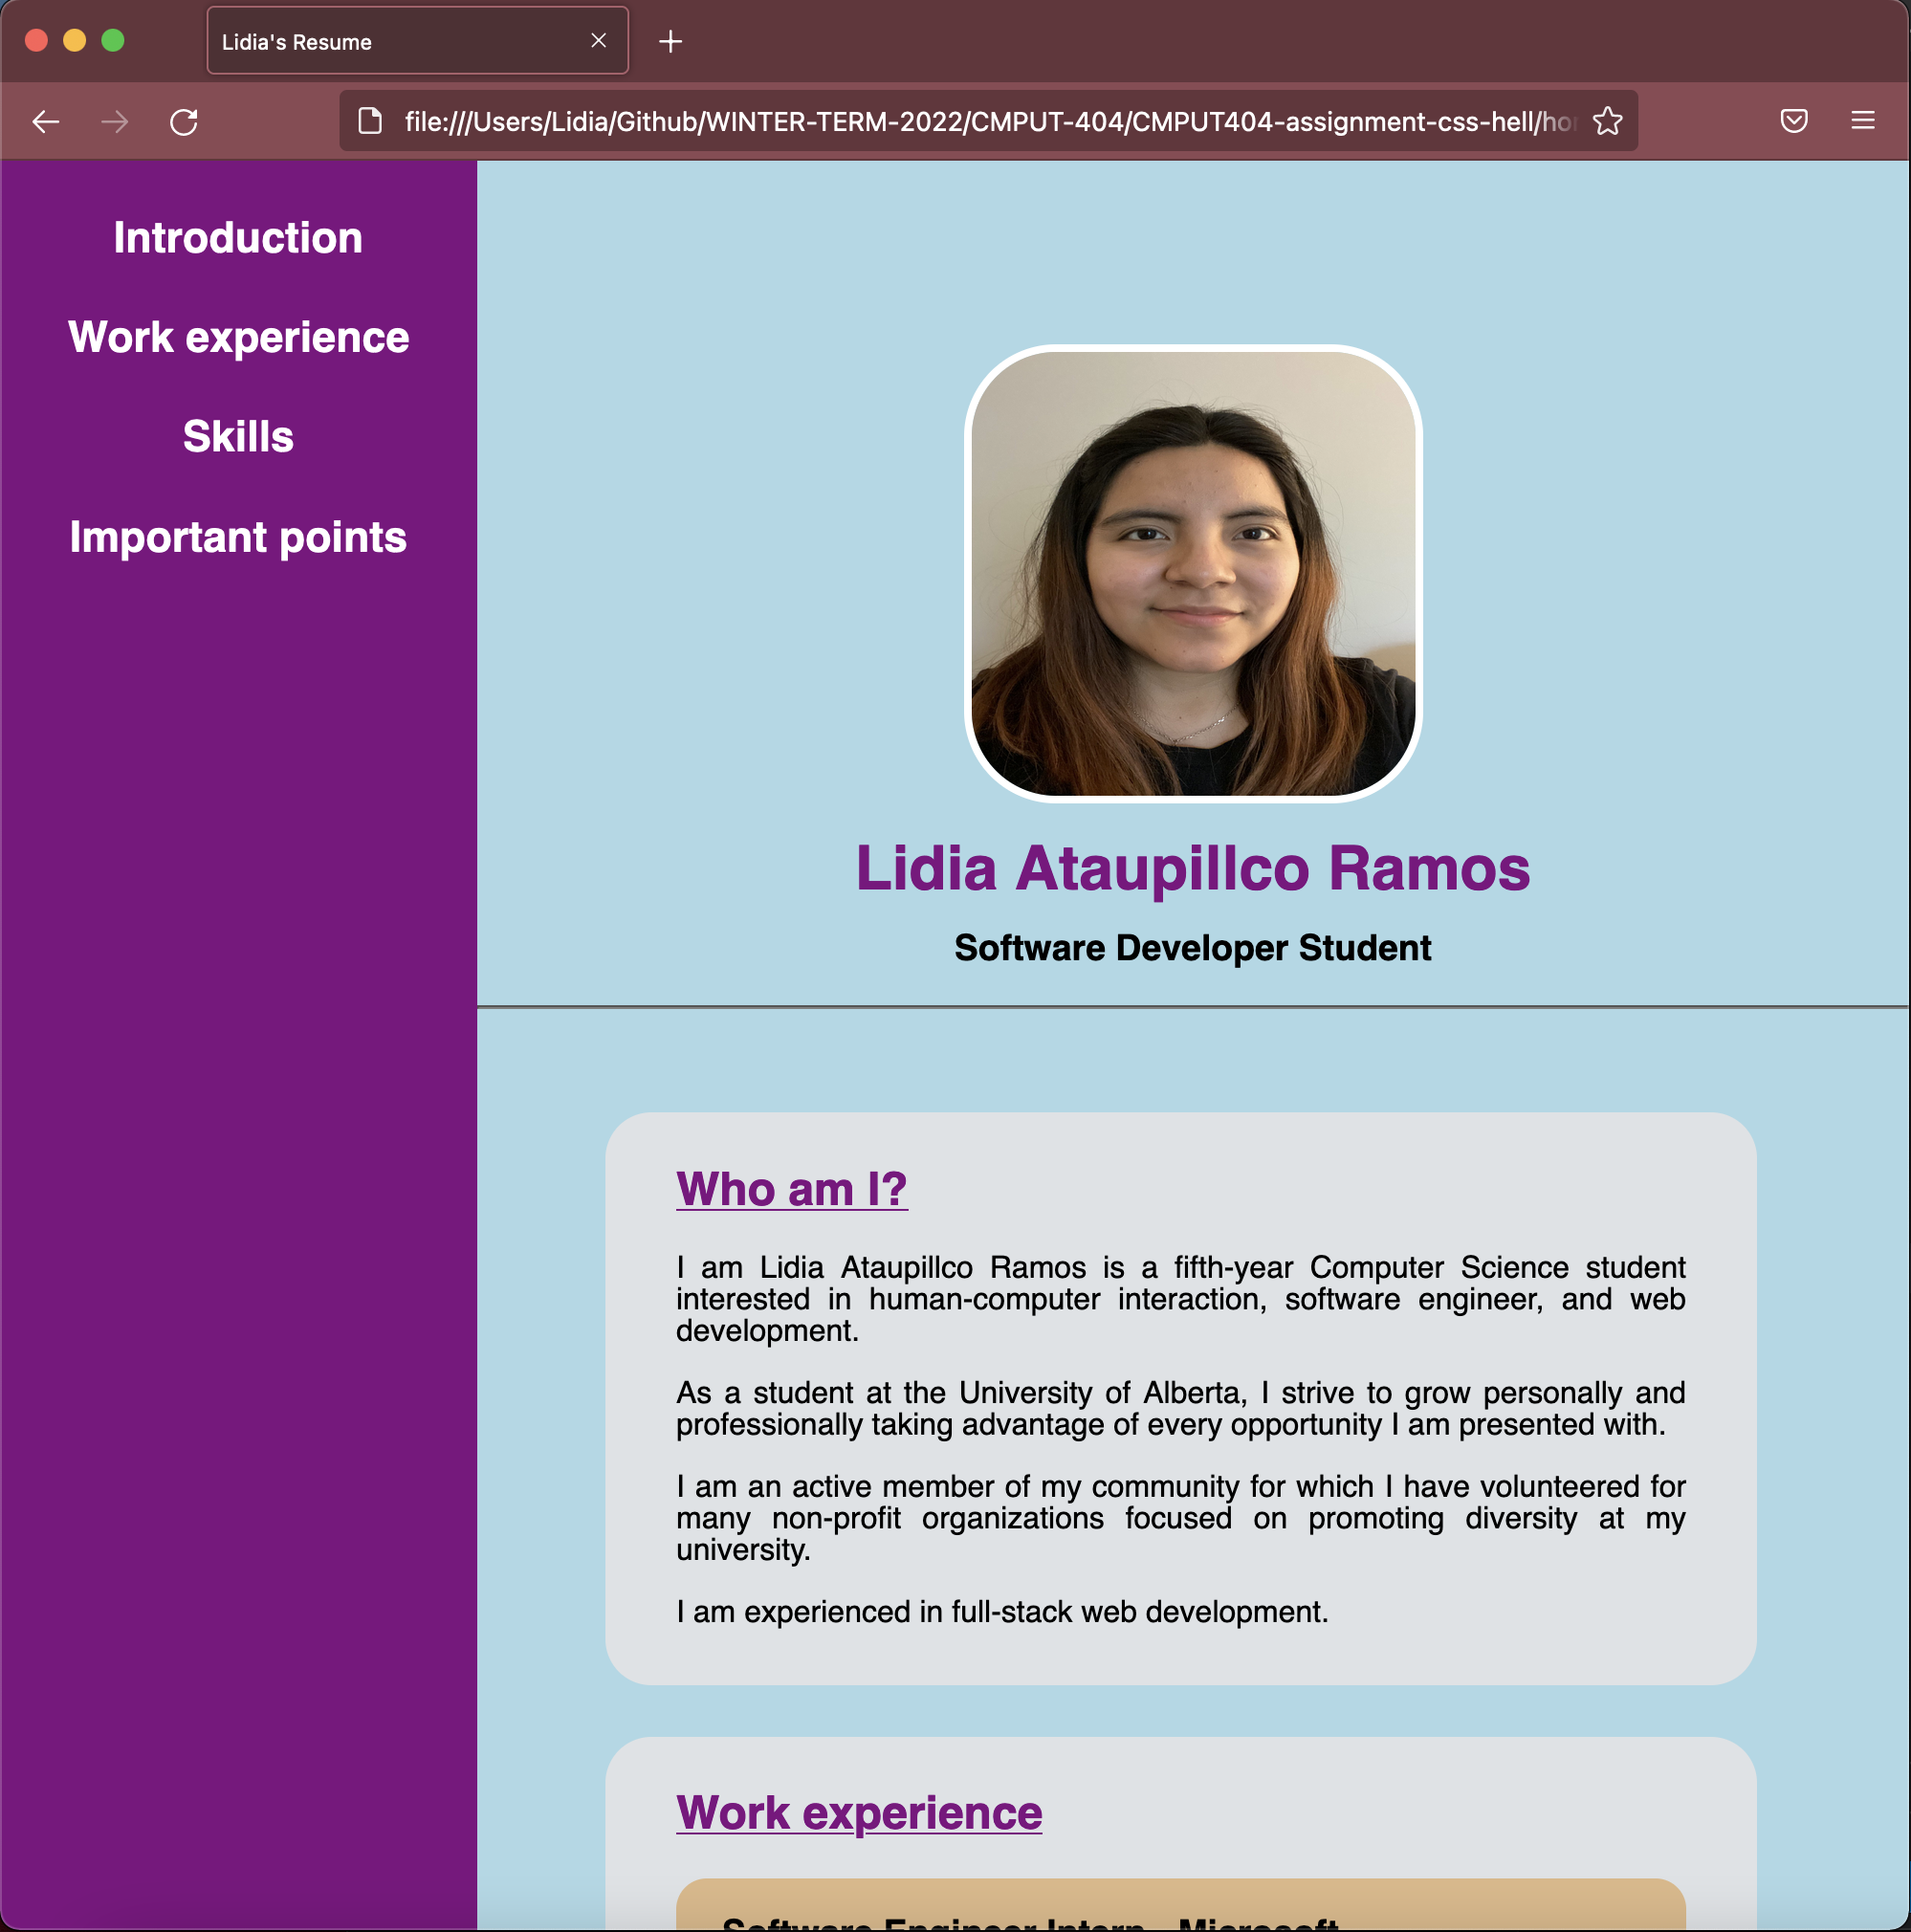 Lidia's Resume
file:///Users/Lidia/Github/WINTER-TERM-2022/CMPUT-404/CMPUT404-assignment-css-hell/
Introduction
Work experience
Skills
Important points
Lidia Ataupillco Ramos
Software Developer Student
Who am I?
I am Lidia Ataupillco Ramos is a fifth-year Computer Science student
interested in human-computer interaction, software engineer, and web
development.
As a student at the University of Alberta, I strive to grow personally and
professionally taking advantage of every opportunity I am presented with.
I am an active member of my community for which I have volunteered for
many non-profit organizations focused on promoting diversity at my
university.
I am experienced in full-stack web development.
Work experience
Software Engineer Intern - Microsoft